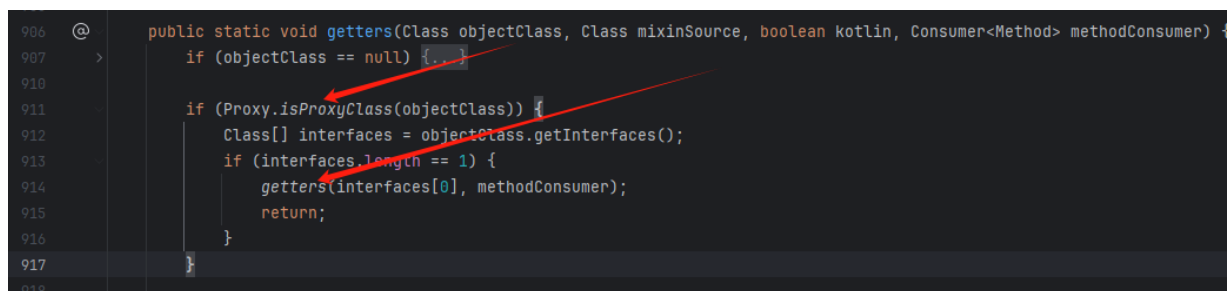 906 @ public static void getters(Class objectClass, Class mixinSource, boolean kotlin, Consumer<Method> methodConsumer) {
907 > if (objectClass == null) {...}
910
911 if (Proxy.isProxyClass(objectClass)) {
912 Class[] interfaces = objectClass.getInterfaces();
913 if (interfaces.length == 1) {
914 getters(interfaces[0], methodConsumer);
915 return;
916 }
917 }
918